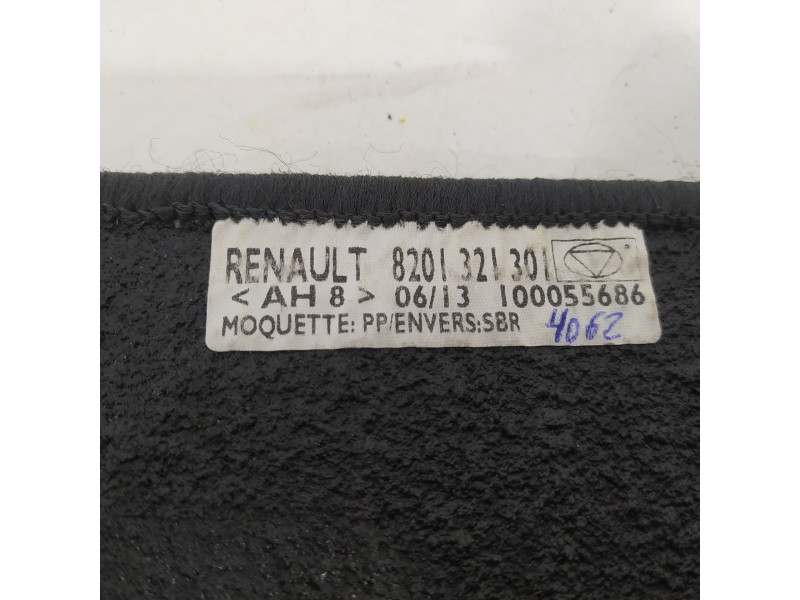 RENAULT 8201 321 301
< AH 8 > 06/13 100055686
MOQUETTE: PP/ENVERS:SBR 4062